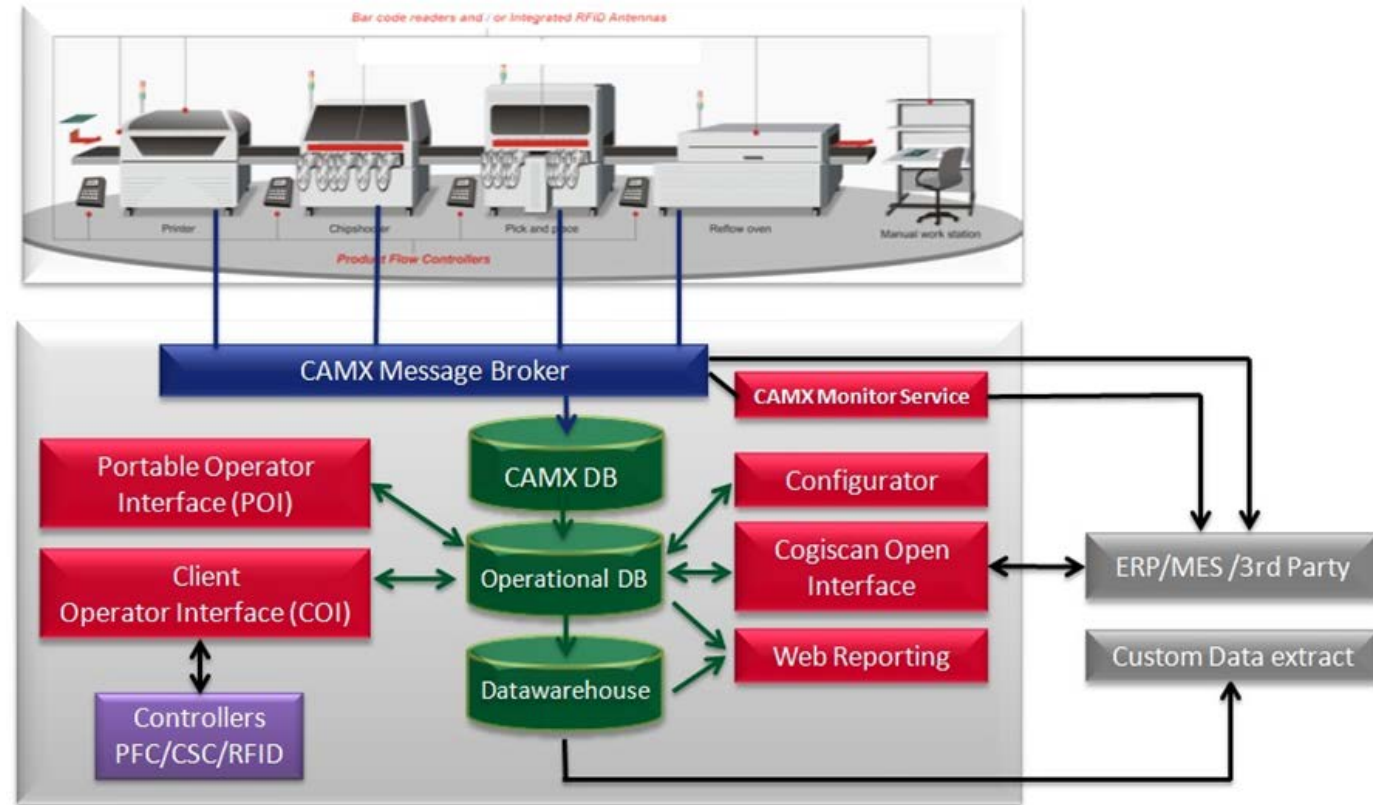 Bar code readers and / or Integrated RFID Antennas
Printer
Chipshooter
Pick and place
Reflow oven
Manual work station
Product Flow Controllers
CAMX Message Broker
CAMX Monitor Service
Portable Operator
Interface (POI)
CAMX DB
Configurator
Client
Operator Interface (COI)
Operational DB
Cogiscan Open
Interface
ERP/MES /3rd Party
Web Reporting
Custom Data extract
Datawarehouse
Controllers
PFC/CSC/RFID